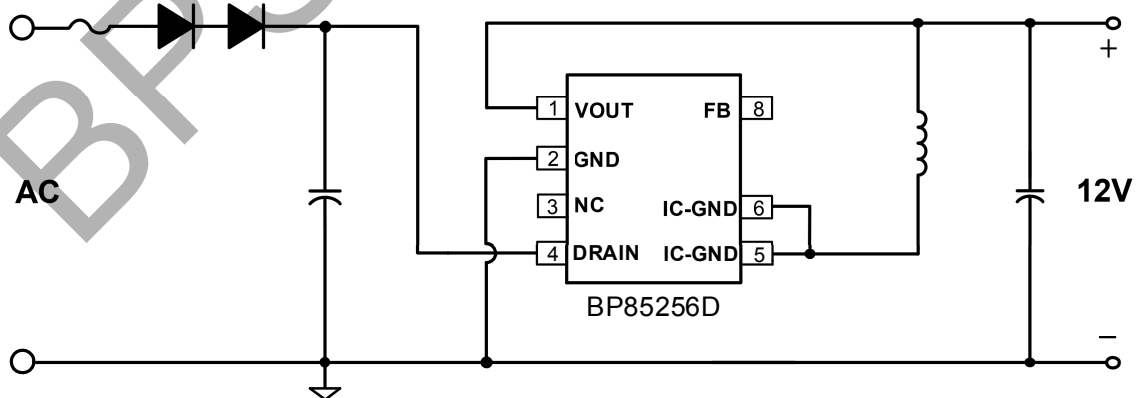 BPS
AC
1 VOUT FB 8
2 GND
3 NC IC-GND 6
4 DRAIN IC-GND 5
BP85256D
+
12V
−